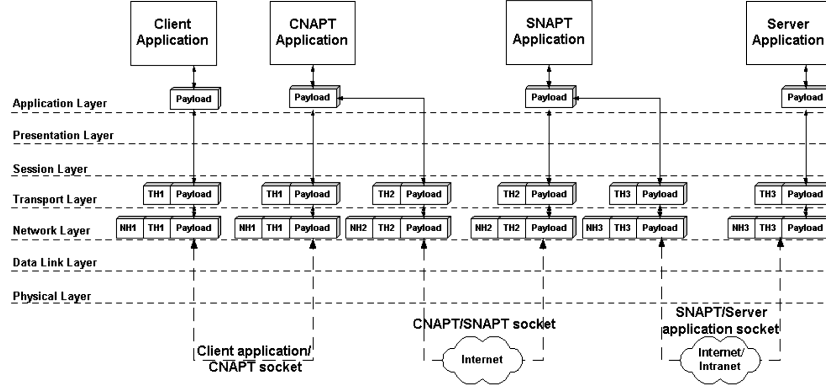 Client
Application
CNAPT
Application
SNAPT
Application
Server
Application
Application Layer
Payload
Payload
Payload
Payload
Presentation Layer
Session Layer
Transport Layer
TH1 Payload
TH1 Payload
TH2 Payload
TH2 Payload
TH3 Payload
TH3 Payload
Network Layer
NH1 TH1 Payload
NH1 TH1 Payload
NH2 TH2 Payload
NH2 TH2 Payload
NH3 TH3 Payload
NH3 TH3 Payload
Data Link Layer
Physical Layer
Client application/
CNAPT socket
CNAPT/SNAPT socket
Internet
SNAPT/Server
application socket
Internet/
Intranet